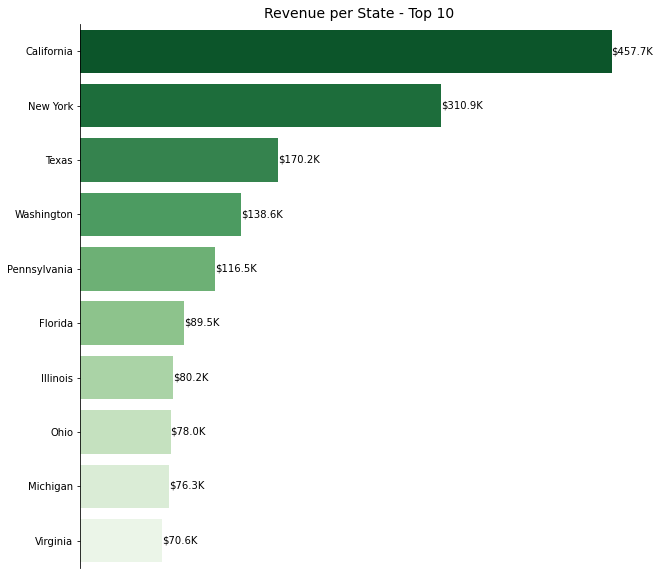 Revenue per State - Top 10
California $457.7K
New York $310.9K
Texas $170.2K
Washington $138.6K
Pennsylvania $116.5K
Florida $89.5K
Illinois $80.2K
Ohio $78.0K
Michigan $76.3K
Virginia $70.6K